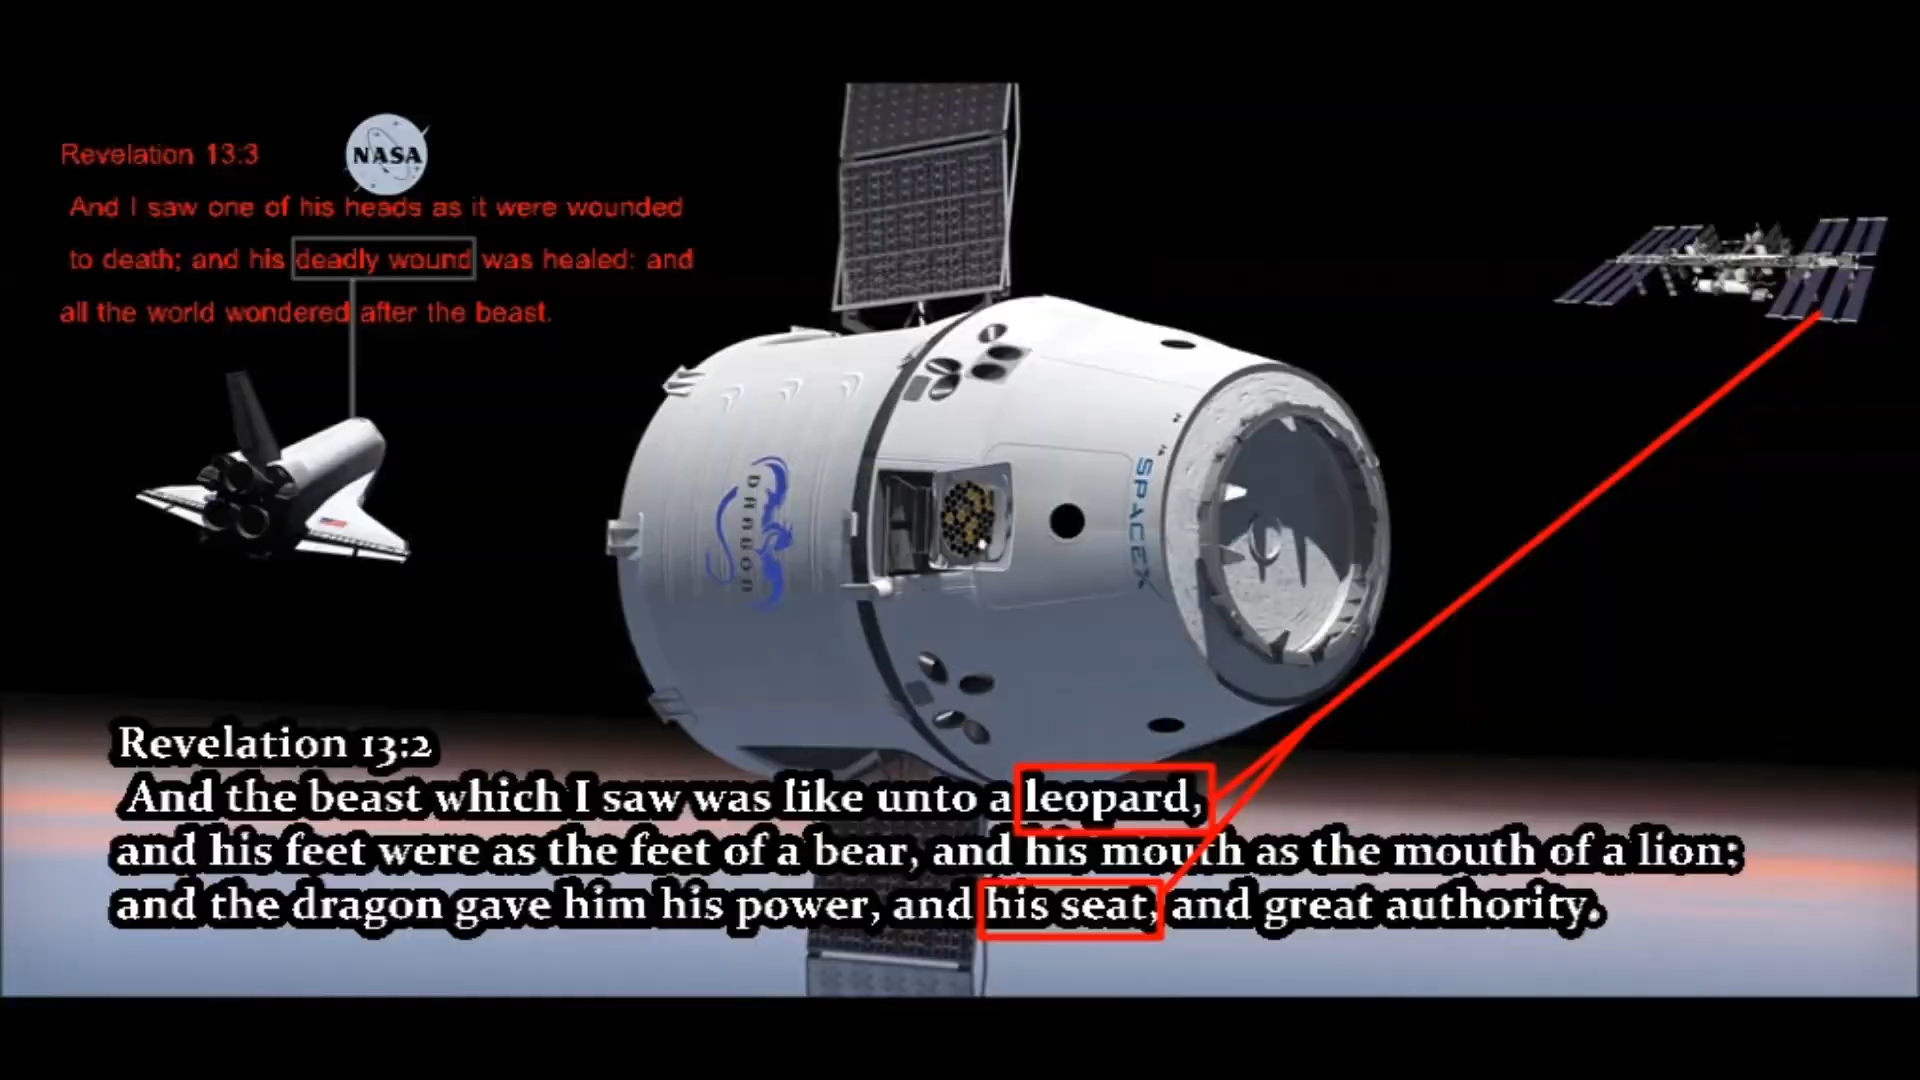 Revelation 13:3
NASA
And I saw one of his heads as it were wounded
to death; and his deadly wound was healed: and
all the world wondered after the beast.
DRAGON
SPACEX
Revelation 13:2
And the beast which I saw was like unto a leopard,
and his feet were as the feet of a bear, and his mouth as the mouth of a lion:
and the dragon gave him his power, and his seat, and great authority.